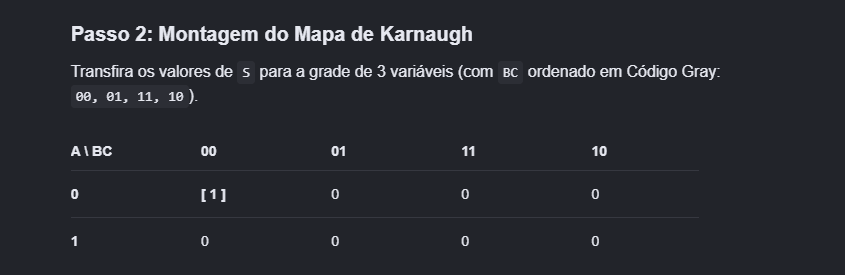 Passo 2: Montagem do Mapa de Karnaugh
Transfira os valores de S para a grade de 3 variáveis (com BC ordenado em Código Gray:
00, 01, 11, 10).
A \ BC 00 01 11 10
0 [ 1 ] 0 0 0
1 0 0 0 0